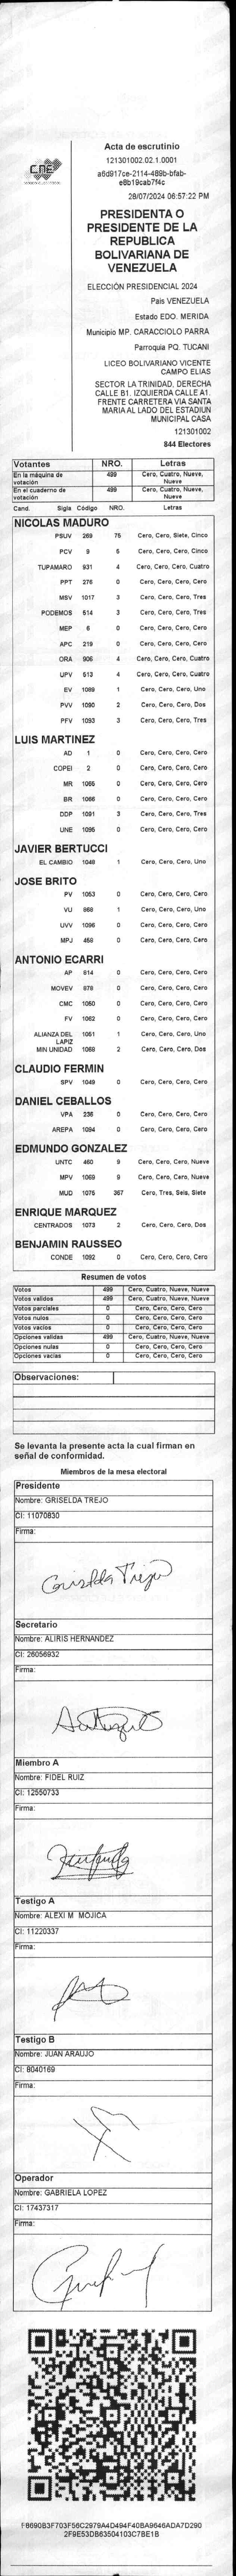 CNE
Acta de escrutinio
121301002.02.1.0001
a6d917ce-2114-489b-bfab-
e6b19cab7f4c
28/07/2024 06:57:22 PM
PRESIDENTA O
PRESIDENTE DE LA
REPUBLICA
BOLIVARIANA DE
VENEZUELA
ELECCIÓN PRESIDENCIAL 2024
País VENEZUELA
Estado EDO. MERIDA
Municipio MP. CARACCIOLO PARRA
Parroquia PQ. TUCANI
LICEO BOLIVARIANO VICENTE
CAMPO ELIAS
SECTOR LA TRINIDAD. DERECHA
CALLE B1. IZQUIERDA CALLE A1.
FRENTE CARRETERA VIA SANTA
MARIA AL LADO DEL ESTADIUN
MUNICIPAL CASA
121301002
844 Electores
Votantes NRO. Letras
En la máquina de votación 499 Cero, Cuatro, Nueve, Nueve
En el cuaderno de votación 499 Cero, Cuatro, Nueve, Nueve
Cand. Sigla Código NRO. Letras
NICOLAS MADURO
PSUV 269 75 Cero, Cero, Siete, Cinco
PCV 9 5 Cero, Cero, Cero, Cinco
TUPAMARO 931 4 Cero, Cero, Cero, Cuatro
PPT 276 0 Cero, Cero, Cero, Cero
MSV 1017 3 Cero, Cero, Cero, Tres
PODEMOS 514 3 Cero, Cero, Cero, Tres
MEP 6 0 Cero, Cero, Cero, Cero
APC 219 0 Cero, Cero, Cero, Cero
ORA 906 4 Cero, Cero, Cero, Cuatro
UPV 513 4 Cero, Cero, Cero, Cuatro
EV 1089 1 Cero, Cero, Cero, Uno
PVV 1090 2 Cero, Cero, Cero, Dos
PFV 1093 3 Cero, Cero, Cero, Tres
LUIS MARTINEZ
AD 1 0 Cero, Cero, Cero, Cero
COPEI 2 0 Cero, Cero, Cero, Cero
MR 1065 0 Cero, Cero, Cero, Cero
BR 1066 0 Cero, Cero, Cero, Cero
DDP 1091 3 Cero, Cero, Cero, Tres
UNE 1095 0 Cero, Cero, Cero, Cero
JAVIER BERTUCCI
EL CAMBIO 1048 1 Cero, Cero, Cero, Uno
JOSE BRITO
PV 1053 0 Cero, Cero, Cero, Cero
VU 968 1 Cero, Cero, Cero, Uno
UVV 1096 0 Cero, Cero, Cero, Cero
MPJ 458 0 Cero, Cero, Cero, Cero
ANTONIO ECARRI
AP 814 0 Cero, Cero, Cero, Cero
MOVEV 878 0 Cero, Cero, Cero, Cero
CMC 1050 0 Cero, Cero, Cero, Cero
FV 1062 0 Cero, Cero, Cero, Cero
ALIANZA DEL LAPIZ 1051 1 Cero, Cero, Cero, Uno
MIN UNIDAD 1068 2 Cero, Cero, Cero, Dos
CLAUDIO FERMIN
SPV 1049 0 Cero, Cero, Cero, Cero
DANIEL CEBALLOS
VPA 236 0 Cero, Cero, Cero, Cero
AREPA 1094 0 Cero, Cero, Cero, Cero
EDMUNDO GONZALEZ
UNTC 460 9 Cero, Cero, Cero, Nueve
MPV 1069 9 Cero, Cero, Cero, Nueve
MUD 1075 367 Cero, Tres, Seis, Siete
ENRIQUE MARQUEZ
CENTRADOS 1073 2 Cero, Cero, Cero, Dos
BENJAMIN RAUSSEO
CONDE 1092 0 Cero, Cero, Cero, Cero
Resumen de votos
Votos 499 Cero, Cuatro, Nueve, Nueve
Votos validos 499 Cero, Cuatro, Nueve, Nueve
Votos parciales 0 Cero, Cero, Cero, Cero
Votos nulos 0 Cero, Cero, Cero, Cero
Votos vacios 0 Cero, Cero, Cero, Cero
Opciones validas 499 Cero, Cuatro, Nueve, Nueve
Opciones nulas 0 Cero, Cero, Cero, Cero
Opciones vacias 0 Cero, Cero, Cero, Cero
Observaciones:
Se levanta la presente acta la cual firman en
señal de conformidad.
Miembros de la mesa electoral
Presidente
Nombre: GRISELDA TREJO
CI: 11070830
Firma:
Griselda Trejo
Secretario
Nombre: ALIRIS HERNANDEZ
CI: 26056932
Firma:
Miembro A
Nombre: FIDEL RUIZ
CI: 12550733
Firma:
Testigo A
Nombre: ALEXI M MOJICA
CI: 11220337
Firma:
Testigo B
Nombre: JUAN ARAUJO
CI: 8040169
Firma:
Operador
Nombre: GABRIELA LOPEZ
CI: 17437317
Firma:
F8690B3F703F56C2979A4D494F40BA9646ADA7D290
2F9E53DB63504103C7BE1B